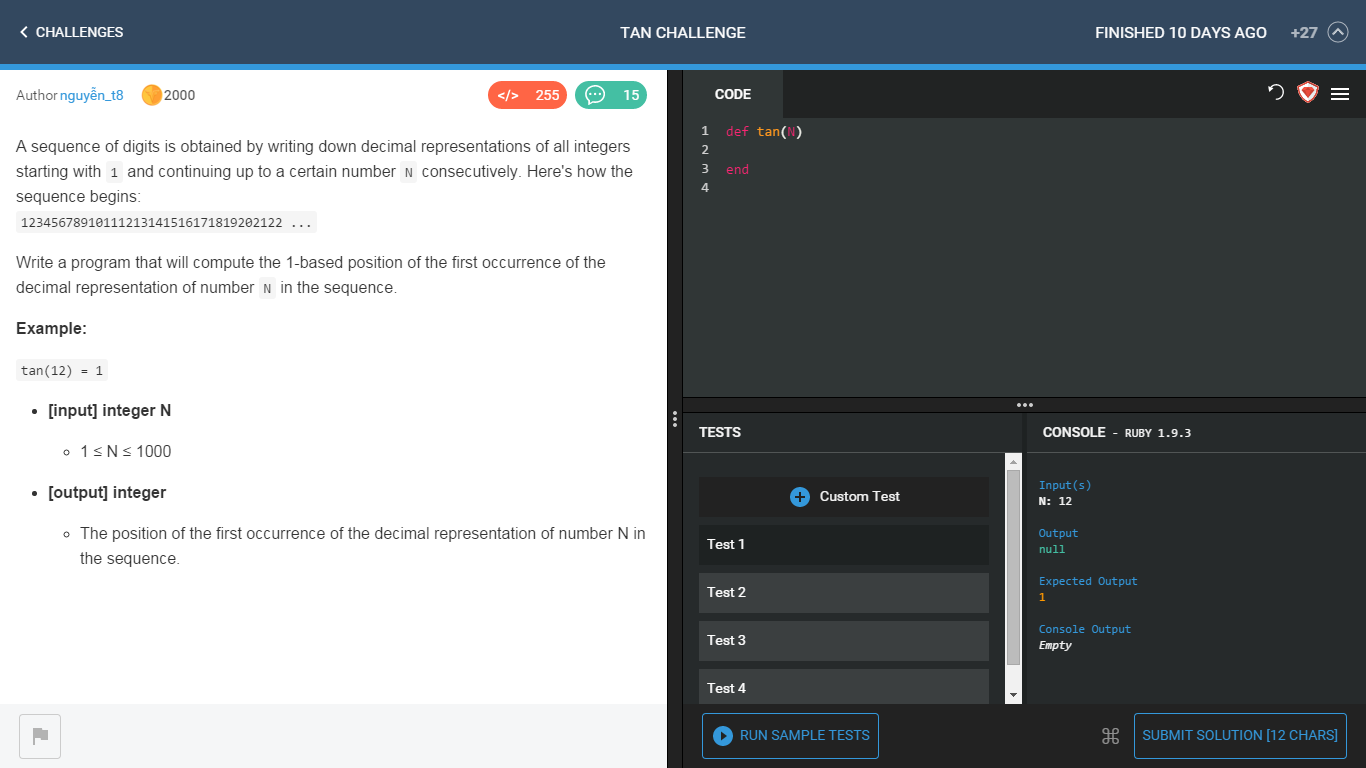 CHALLENGES
TAN CHALLENGE
FINISHED 10 DAYS AGO +27
Author nguyễn_t8 2000
</> 255 15
A sequence of digits is obtained by writing down decimal representations of all integers
starting with 1 and continuing up to a certain number N consecutively. Here's how the
sequence begins:
12345678910111213141516171819202122 ...
Write a program that will compute the 1-based position of the first occurrence of the
decimal representation of number N in the sequence.
Example:
tan(12) = 1
• [input] integer N
1 ≤ N ≤ 1000
• [output] integer
The position of the first occurrence of the decimal representation of number N in
the sequence.
CODE
1 def tan(N)
2
3 end
4
TESTS
Custom Test
Test 1
Test 2
Test 3
Test 4
CONSOLE - RUBY 1.9.3
Input(s)
N: 12
Output
null
Expected Output
1
Console Output
Empty
RUN SAMPLE TESTS
⌘
SUBMIT SOLUTION [12 CHARS]